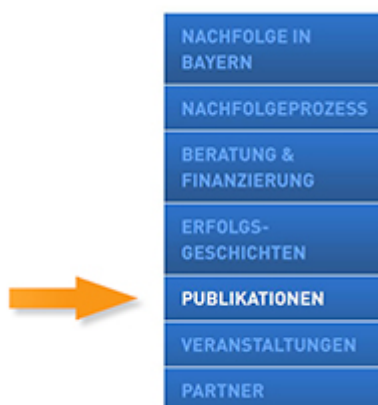 NACHFOLGE IN
BAYERN
NACHFOLGEPROZESS
BERATUNG &
FINANZIERUNG
ERFOLGS-
GESCHICHTEN
PUBLIKATIONEN
VERANSTALTUNGEN
PARTNER